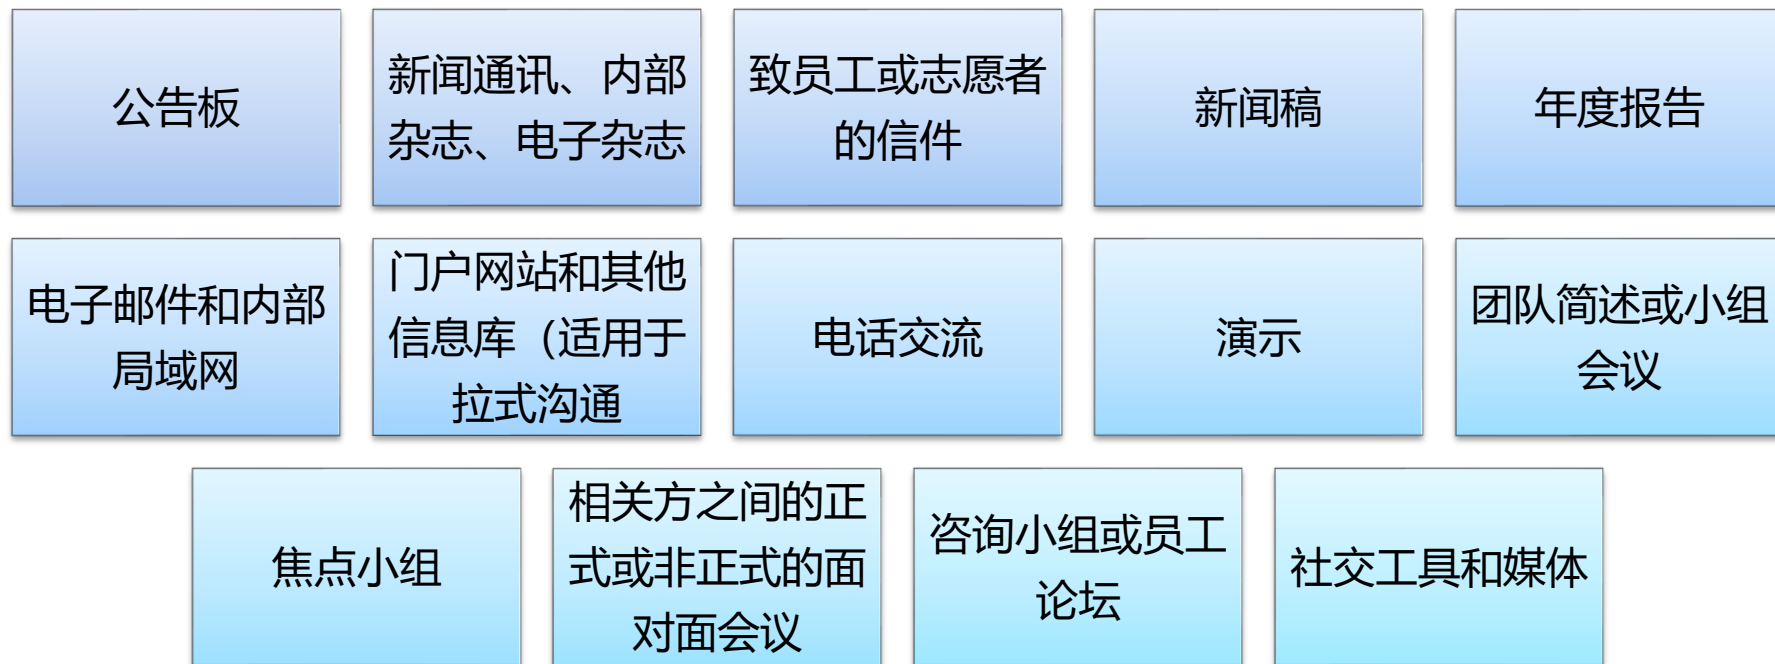 公告板
新闻通讯、内部
杂志、电子杂志
致员工或志愿者
的信件
新闻稿
年度报告
电子邮件和内部
局域网
门户网站和其他
信息库（适用于
拉式沟通
电话交流
演示
团队简述或小组
会议
焦点小组
相关方之间的正
式或非正式的面
对面会议
咨询小组或员工
论坛
社交工具和媒体